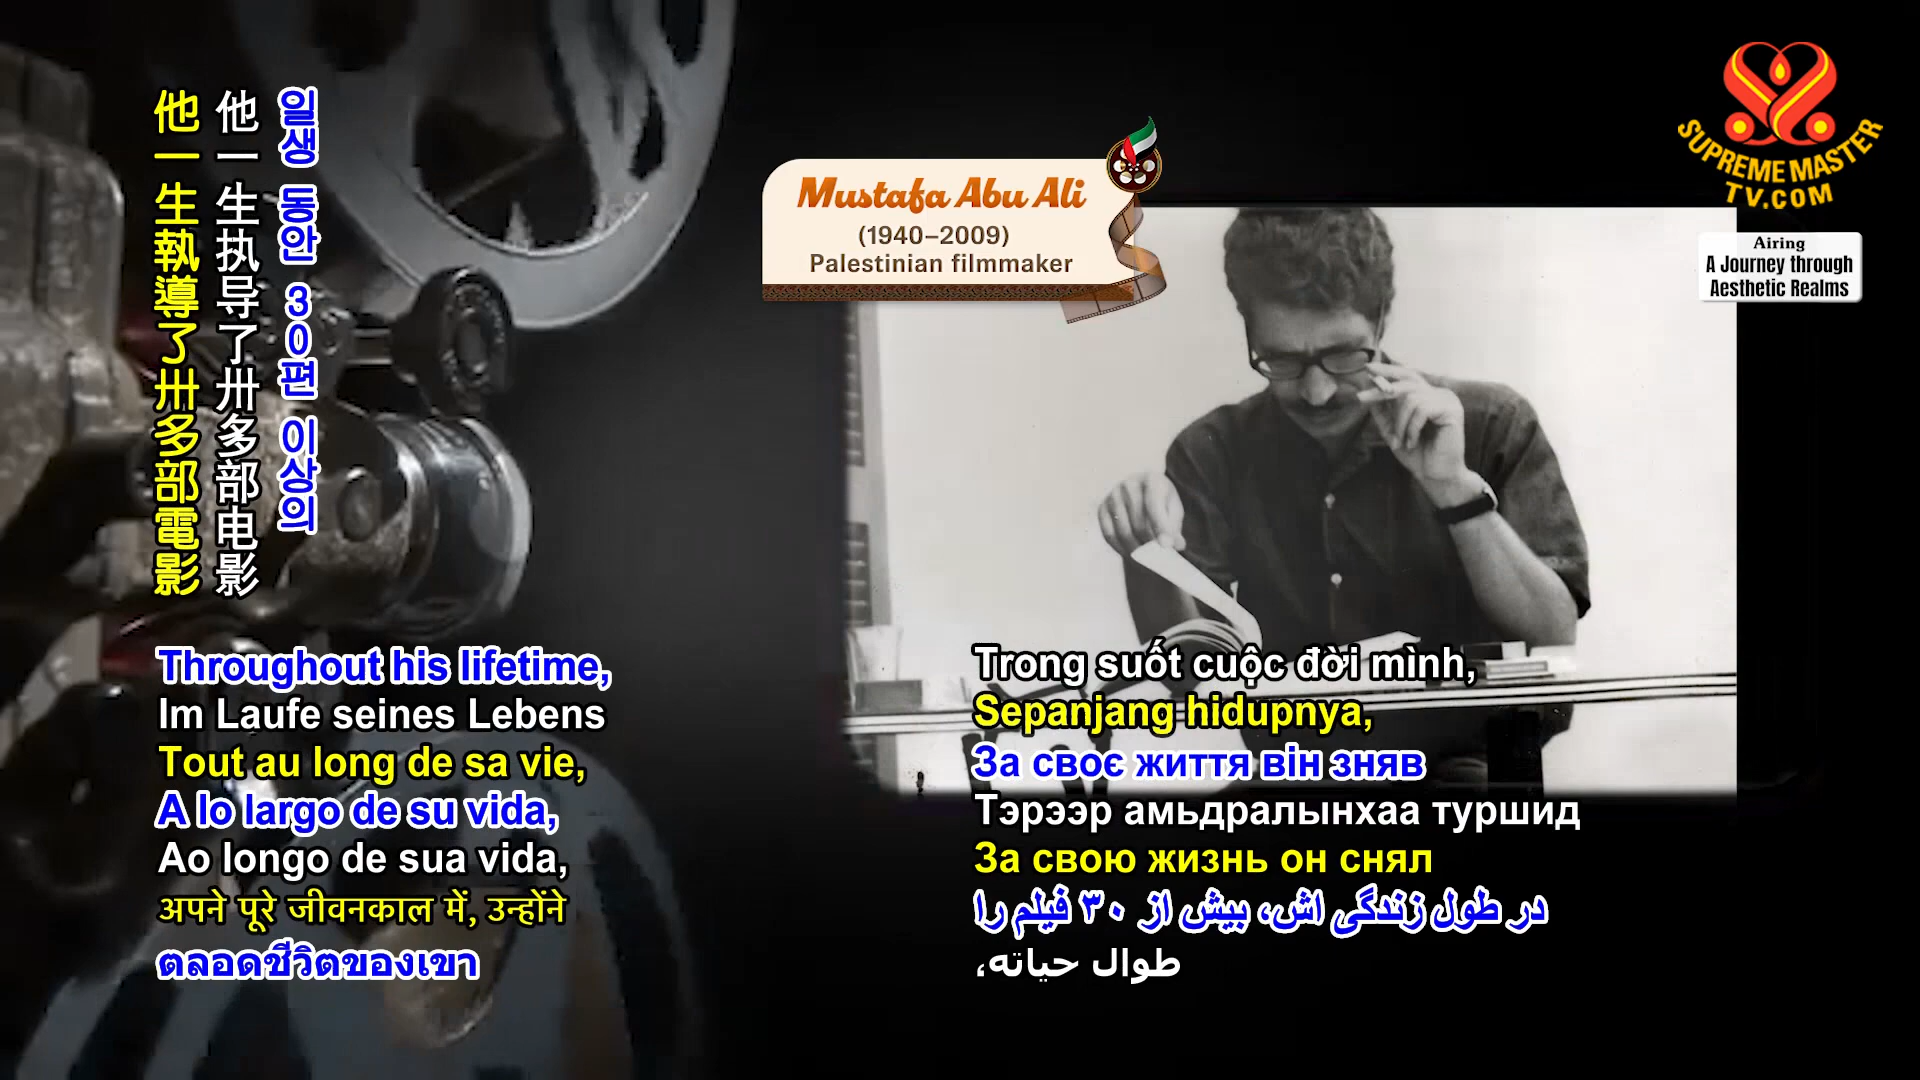 他一生執導了卅多部電影
他一生执导了卅多部电影
일생 동안 30편 이상의
Mustafa Abu Ali
(1940–2009)
Palestinian filmmaker
SUPREME MASTER
TV.COM
Airing
A Journey through
Aesthetic Realms
Throughout his lifetime,
Im Laufe seines Lebens
Tout au long de sa vie,
A lo largo de su vida,
Ao longo de sua vida,
अपने पूरे जीवनकाल में, उन्होंने
ตลอดชีวิตของเขา
Trong suốt cuộc đời mình,
Sepanjang hidupnya,
За своє життя він зняв
Тэрээр амьдралынхаа туршид
За свою жизнь он снял
در طول زندگی اش، بیش از ۳۰ فیلم را
طوال حياته،